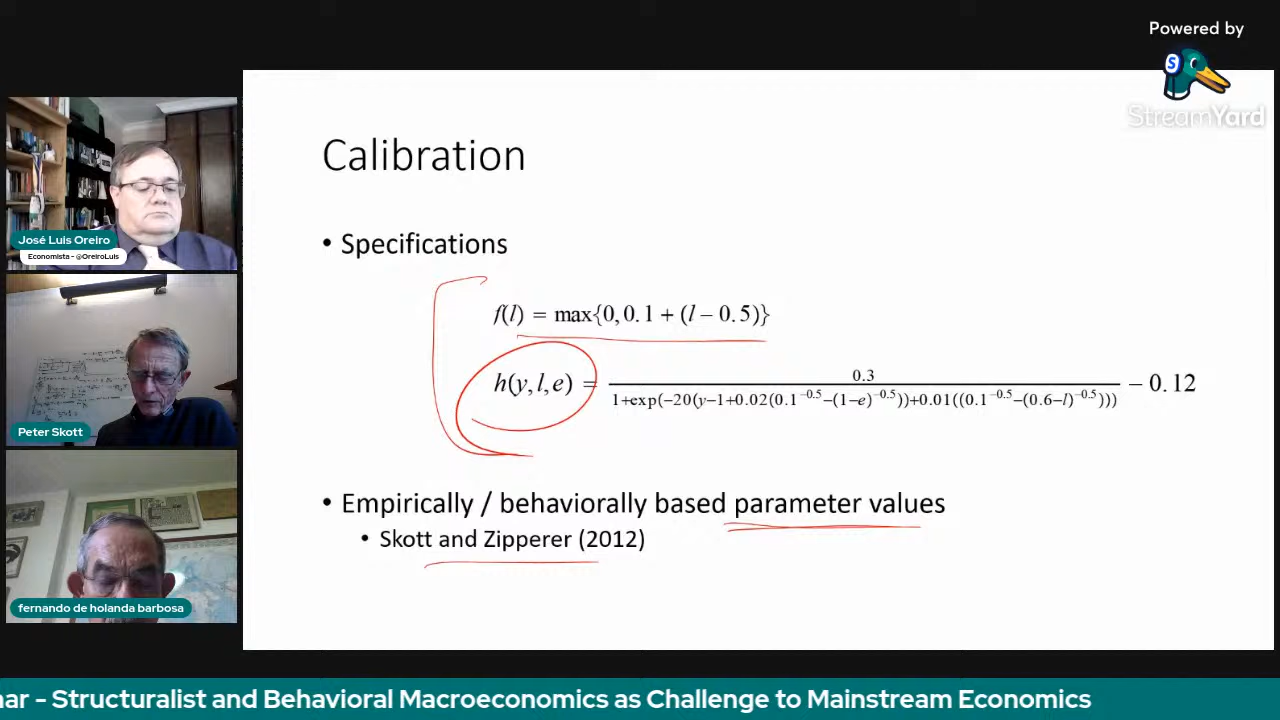 Powered by
S
StreamYard
Calibration
• Specifications
f(l) = max{0,0.1 + (l – 0.5)}
h(y,l,e) = 0.3 / 1+exp(–20(y–1+0.02(0.1^–0.5–(1–e)^–0.5))+0.01((0.1^–0.5–(0.6–l)^–0.5))) – 0.12
• Empirically / behaviorally based parameter values
• Skott and Zipperer (2012)
José Luis Oreiro
Economista - @OreiroLuis
Peter Skott
fernando de holanda barbosa
nar - Structuralist and Behavioral Macroeconomics as Challenge to Mainstream Economics